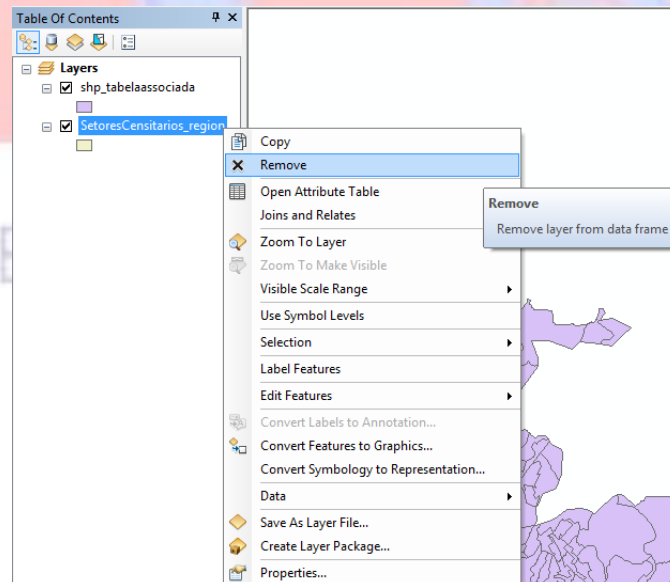 Table Of Contents
Layers
shp_tabelaassociada
SetoresCensitarios_region
Copy
Remove
Open Attribute Table
Joins and Relates
Remove
Remove layer from data frame
Zoom To Layer
Zoom To Make Visible
Visible Scale Range
Use Symbol Levels
Selection
Label Features
Edit Features
Convert Labels to Annotation...
Convert Features to Graphics...
Convert Symbology to Representation...
Data
Save As Layer File...
Create Layer Package...
Properties...